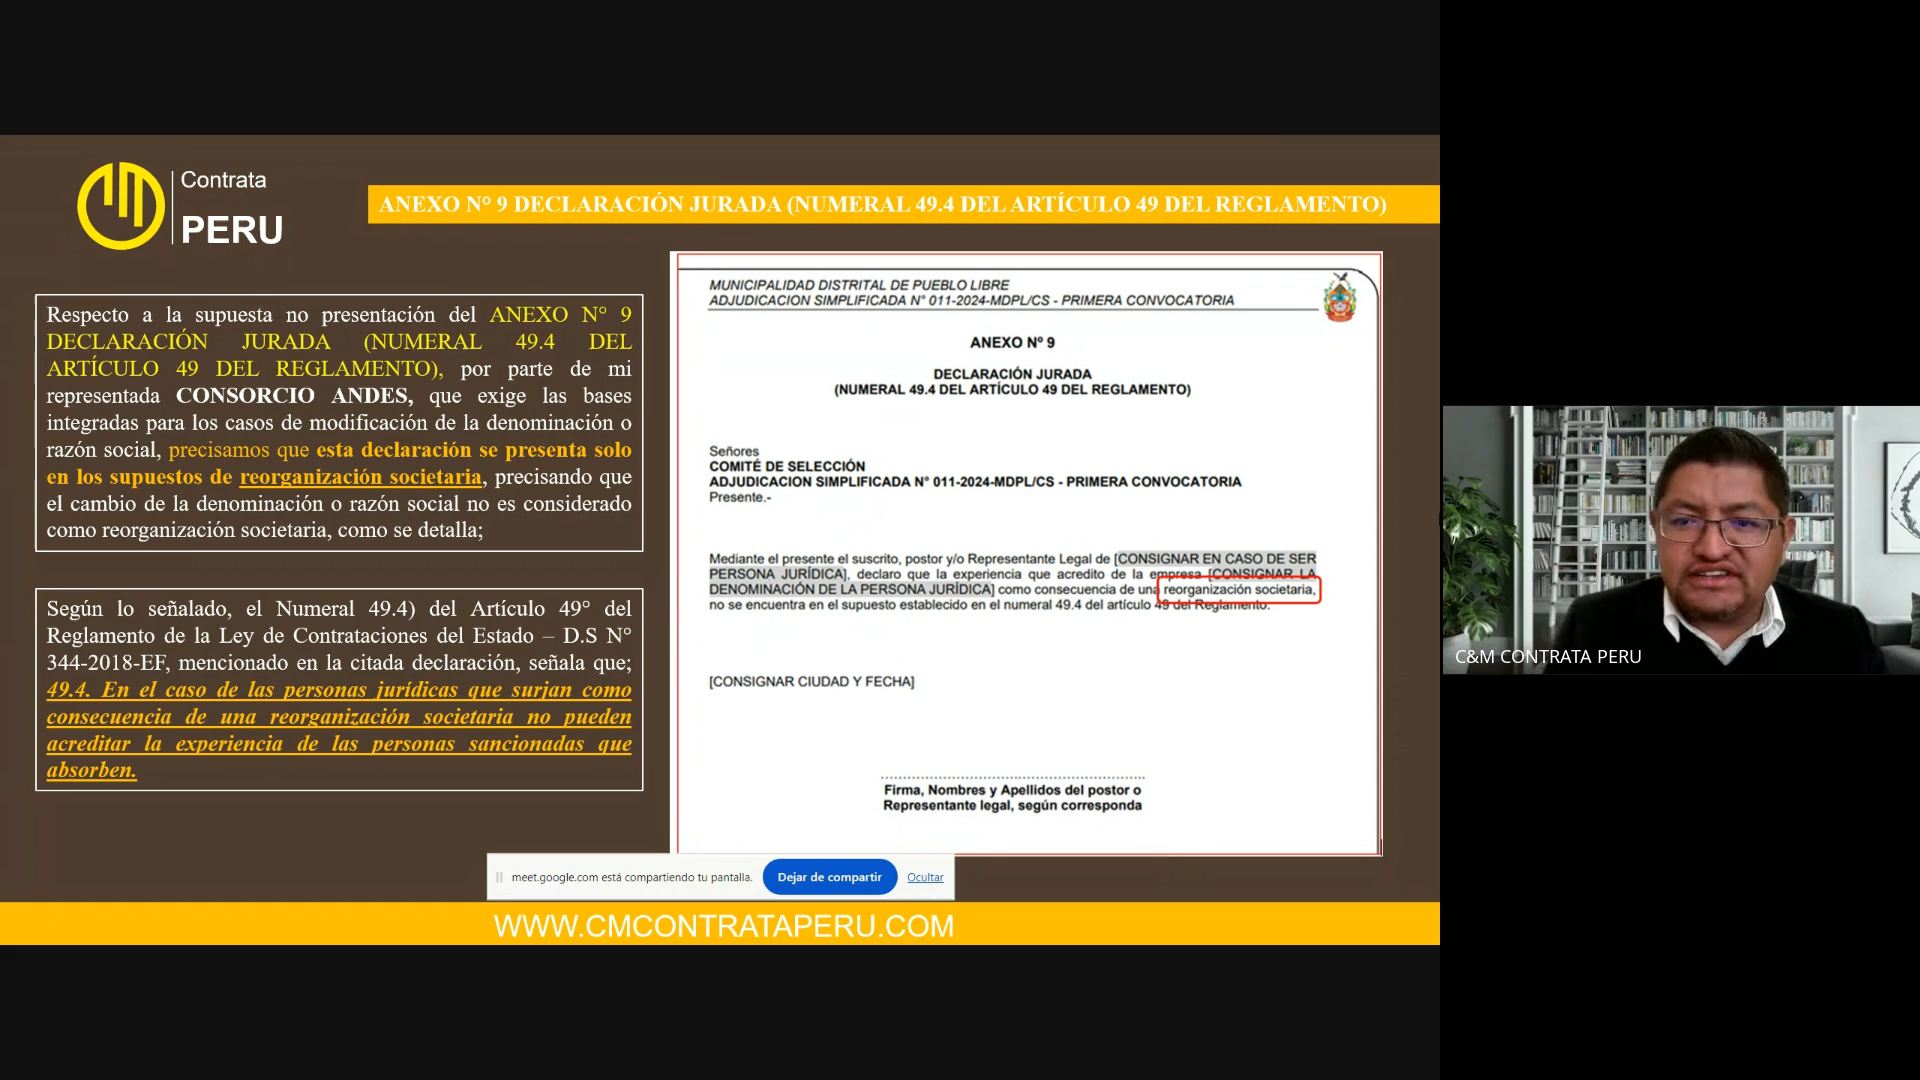 Contrata
PERU
ANEXO N° 9 DECLARACIÓN JURADA (NUMERAL 49.4 DEL ARTÍCULO 49 DEL REGLAMENTO)
Respecto a la supuesta no presentación del ANEXO N° 9
DECLARACIÓN JURADA (NUMERAL 49.4 DEL
ARTÍCULO 49 DEL REGLAMENTO), por parte de mi
representada CONSORCIO ANDES, que exige las bases
integradas para los casos de modificación de la denominación o
razón social, precisamos que esta declaración se presenta solo
en los supuestos de reorganización societaria, precisando que
el cambio de la denominación o razón social no es considerado
como reorganización societaria, como se detalla;
Según lo señalado, el Numeral 49.4) del Artículo 49° del
Reglamento de la Ley de Contrataciones del Estado – D.S N°
344-2018-EF, mencionado en la citada declaración, señala que;
49.4. En el caso de las personas jurídicas que surjan como
consecuencia de una reorganización societaria no pueden
acreditar la experiencia de las personas sancionadas que
absorben.
MUNICIPALIDAD DISTRITAL DE PUEBLO LIBRE
ADJUDICACION SIMPLIFICADA N° 011-2024-MDPL/CS - PRIMERA CONVOCATORIA
ANEXO Nº 9
DECLARACIÓN JURADA
(NUMERAL 49.4 DEL ARTÍCULO 49 DEL REGLAMENTO)
Señores
COMITÉ DE SELECCIÓN
ADJUDICACION SIMPLIFICADA N° 011-2024-MDPL/CS - PRIMERA CONVOCATORIA
Presente.-
Mediante el presente el suscrito, postor y/o Representante Legal de [CONSIGNAR EN CASO DE SER
PERSONA JURÍDICA], declaro que la experiencia que acredito de la empresa [CONSIGNAR LA
DENOMINACIÓN DE LA PERSONA JURÍDICA] como consecuencia de una reorganización societaria,
no se encuentra en el supuesto establecido en el numeral 49.4 del artículo 49 del Reglamento.
[CONSIGNAR CIUDAD Y FECHA]
Firma, Nombres y Apellidos del postor o
Representante legal, según corresponda
meet.google.com está compartiendo tu pantalla.
Dejar de compartir
Ocultar
WWW.CMCONTRATAPERU.COM
C&M CONTRATA PERU